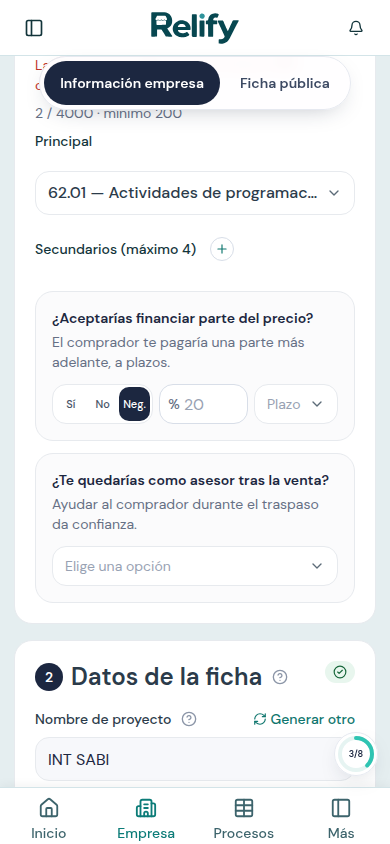 Relify
Información empresa
Ficha pública
2 / 4000 · mínimo 200
Principal
62.01 — Actividades de programac...
Secundarios (máximo 4)
¿Aceptarías financiar parte del precio?
El comprador te pagaría una parte más
adelante, a plazos.
Sí No Neg. % 20 Plazo
¿Te quedarías como asesor tras la venta?
Ayudar al comprador durante el traspaso
da confianza.
Elige una opción
2 Datos de la ficha
Nombre de proyecto
Generar otro
INT SABI
3/8
Inicio Empresa Procesos Más